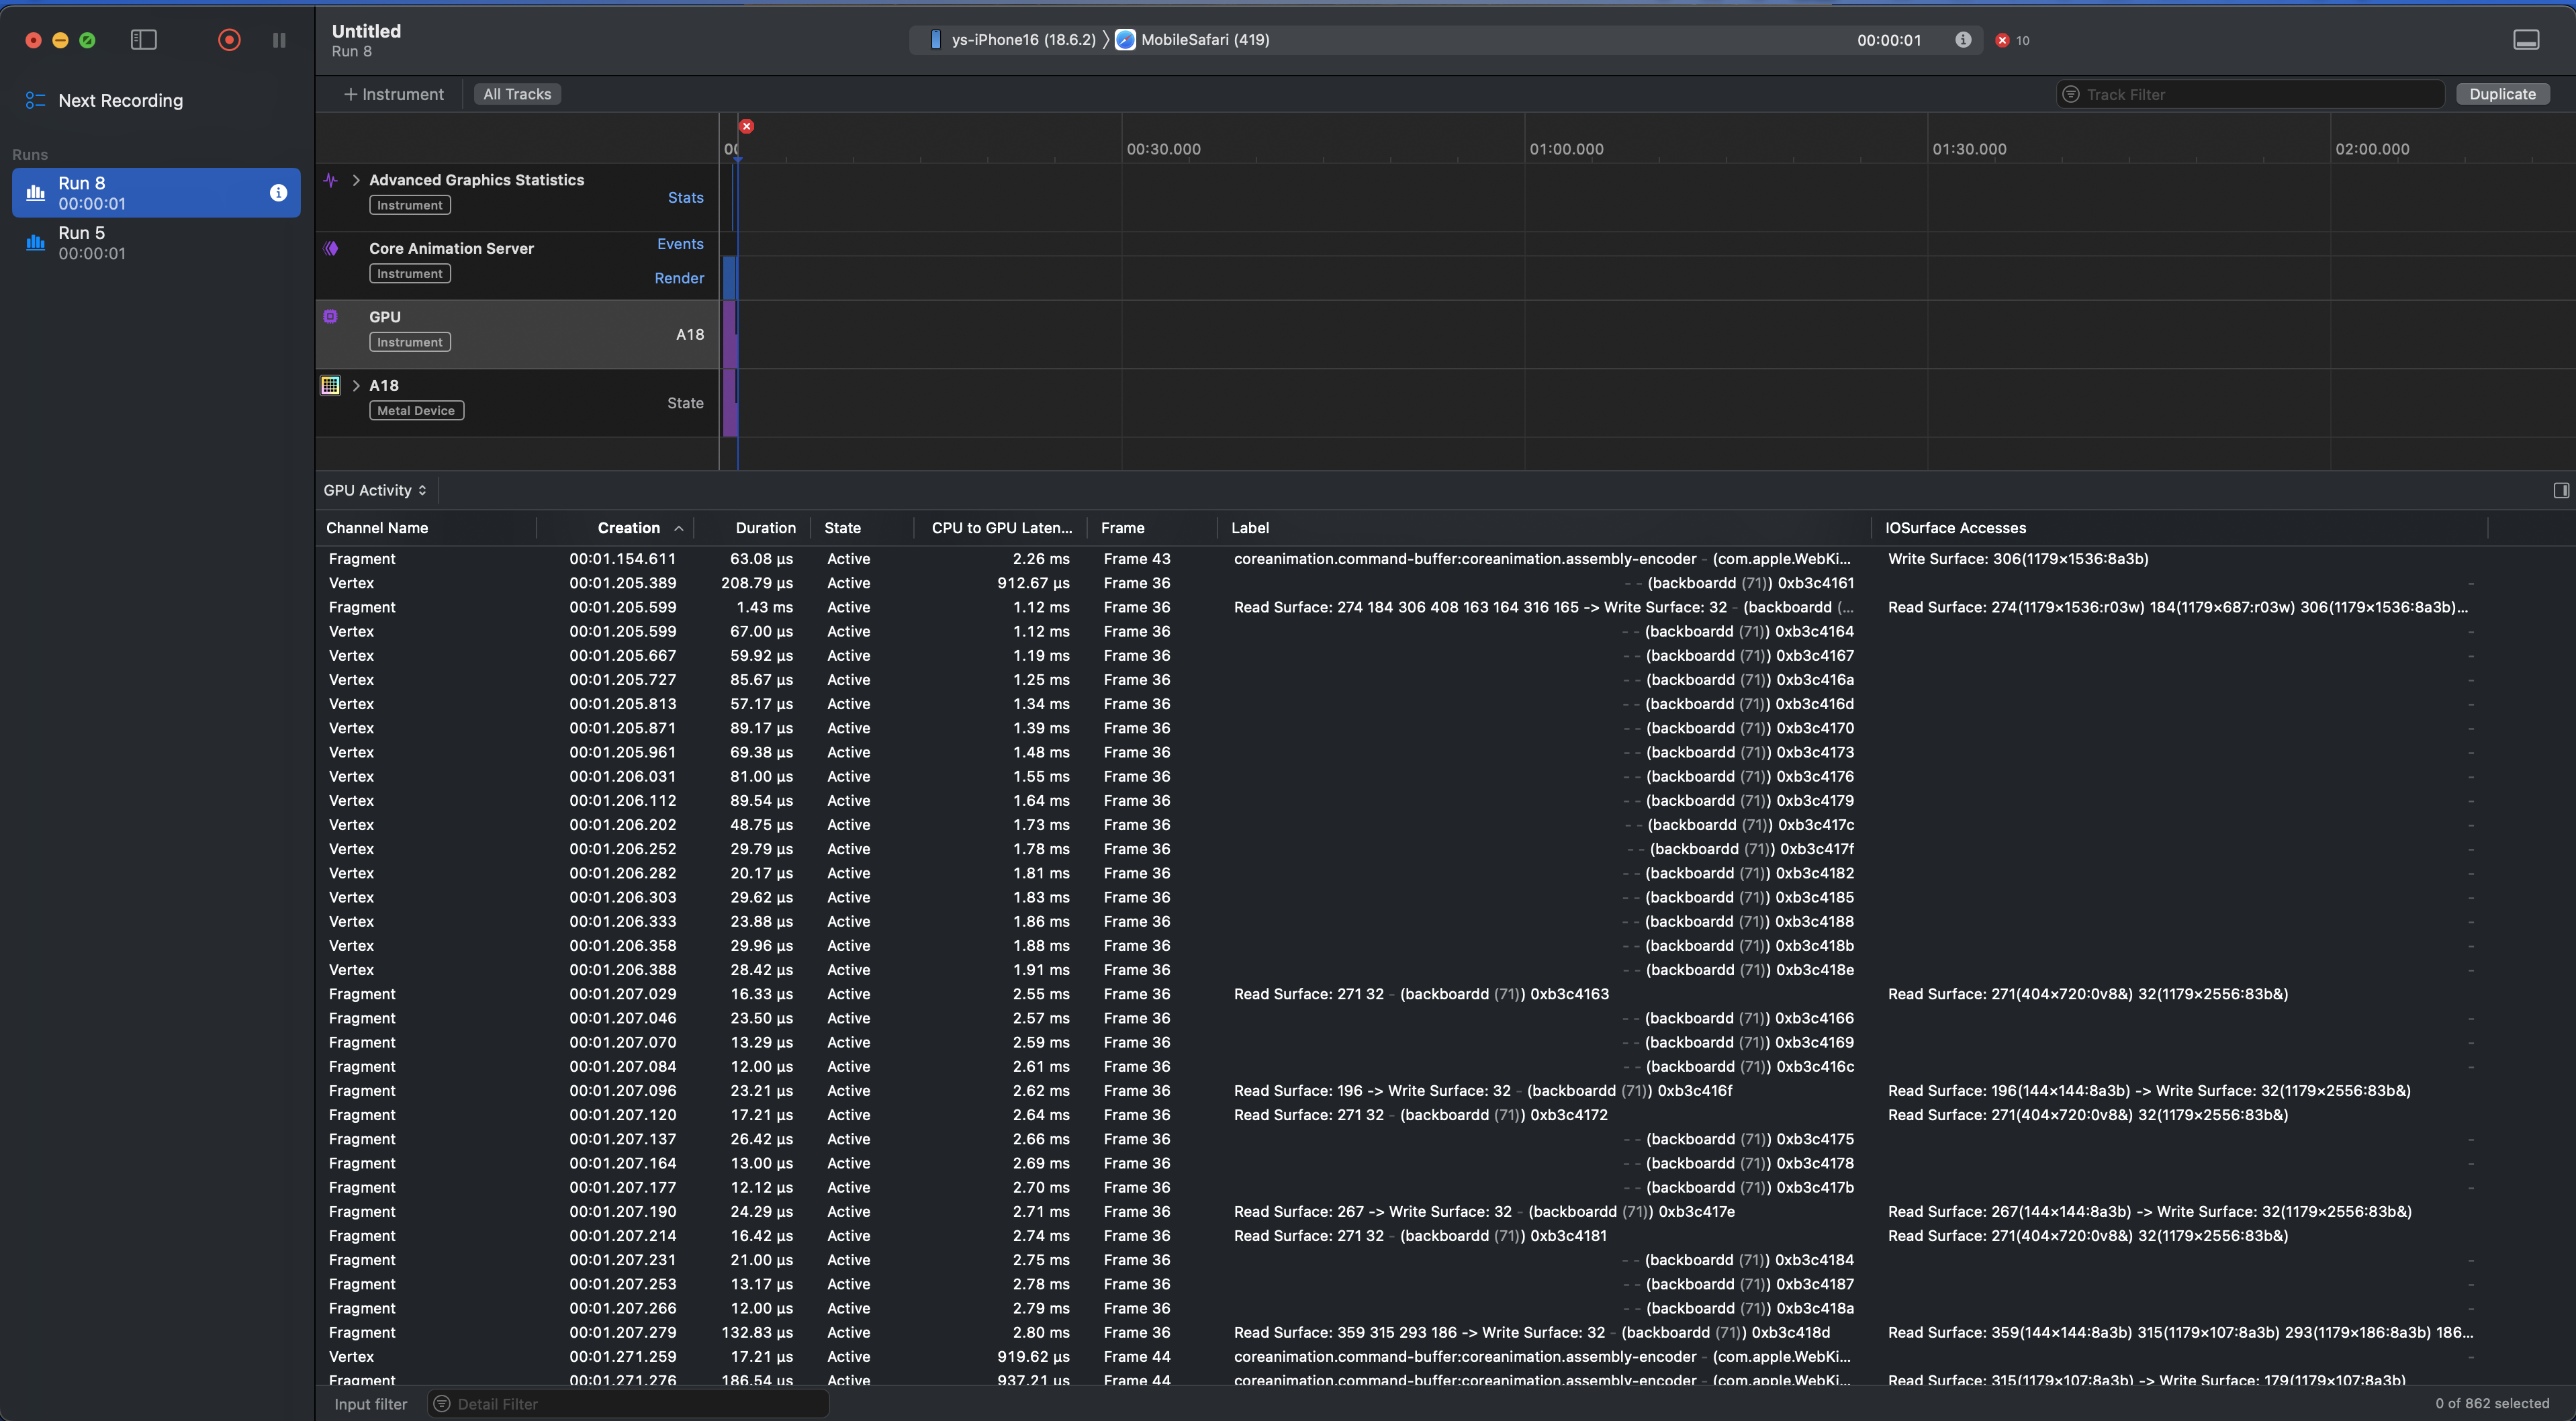 Untitled
Run 8
ys-iPhone16 (18.6.2) 〉 MobileSafari (419) 00:00:01 10
Next Recording
Runs
Run 8
00:00:01
Run 5
00:00:01
+ Instrument All Tracks Track Filter Duplicate
00:30.000 01:00.000 01:30.000 02:00.000
Advanced Graphics Statistics
Instrument
Stats
Core Animation Server
Instrument
Events
Render
GPU
Instrument
A18
A18
Metal Device
State
GPU Activity
Channel Name Creation Duration State CPU to GPU Laten... Frame Label IOSurface Accesses
Fragment 00:01.154.611 63.08 µs Active 2.26 ms Frame 43 coreanimation.command-buffer:coreanimation.assembly-encoder - (com.apple.WebKi... Write Surface: 306(1179×1536:8a3b)
Vertex 00:01.205.389 208.79 µs Active 912.67 µs Frame 36 - - (backboardd (71)) 0xb3c4161 -
Fragment 00:01.205.599 1.43 ms Active 1.12 ms Frame 36 Read Surface: 274 184 306 408 163 164 316 165 -> Write Surface: 32 - (backboardd (... Read Surface: 274(1179×1536:r03w) 184(1179×687:r03w) 306(1179×1536:8a3b)...
Vertex 00:01.205.599 67.00 µs Active 1.12 ms Frame 36 - - (backboardd (71)) 0xb3c4164 -
Vertex 00:01.205.667 59.92 µs Active 1.19 ms Frame 36 - - (backboardd (71)) 0xb3c4167 -
Vertex 00:01.205.727 85.67 µs Active 1.25 ms Frame 36 - - (backboardd (71)) 0xb3c416a -
Vertex 00:01.205.813 57.17 µs Active 1.34 ms Frame 36 - - (backboardd (71)) 0xb3c416d -
Vertex 00:01.205.871 89.17 µs Active 1.39 ms Frame 36 - - (backboardd (71)) 0xb3c4170 -
Vertex 00:01.205.961 69.38 µs Active 1.48 ms Frame 36 - - (backboardd (71)) 0xb3c4173 -
Vertex 00:01.206.031 81.00 µs Active 1.55 ms Frame 36 - - (backboardd (71)) 0xb3c4176 -
Vertex 00:01.206.112 89.54 µs Active 1.64 ms Frame 36 - - (backboardd (71)) 0xb3c4179 -
Vertex 00:01.206.202 48.75 µs Active 1.73 ms Frame 36 - - (backboardd (71)) 0xb3c417c -
Vertex 00:01.206.252 29.79 µs Active 1.78 ms Frame 36 - - (backboardd (71)) 0xb3c417f -
Vertex 00:01.206.282 20.17 µs Active 1.81 ms Frame 36 - - (backboardd (71)) 0xb3c4182 -
Vertex 00:01.206.303 29.62 µs Active 1.83 ms Frame 36 - - (backboardd (71)) 0xb3c4185 -
Vertex 00:01.206.333 23.88 µs Active 1.86 ms Frame 36 - - (backboardd (71)) 0xb3c4188 -
Vertex 00:01.206.358 29.96 µs Active 1.88 ms Frame 36 - - (backboardd (71)) 0xb3c418b -
Vertex 00:01.206.388 28.42 µs Active 1.91 ms Frame 36 - - (backboardd (71)) 0xb3c418e -
Fragment 00:01.207.029 16.33 µs Active 2.55 ms Frame 36 Read Surface: 271 32 - (backboardd (71)) 0xb3c4163 Read Surface: 271(404×720:0v8&) 32(1179×2556:83b&)
Fragment 00:01.207.046 23.50 µs Active 2.57 ms Frame 36 - - (backboardd (71)) 0xb3c4166 -
Fragment 00:01.207.070 13.29 µs Active 2.59 ms Frame 36 - - (backboardd (71)) 0xb3c4169 -
Fragment 00:01.207.084 12.00 µs Active 2.61 ms Frame 36 - - (backboardd (71)) 0xb3c416c -
Fragment 00:01.207.096 23.21 µs Active 2.62 ms Frame 36 Read Surface: 196 -> Write Surface: 32 - (backboardd (71)) 0xb3c416f Read Surface: 196(144×144:8a3b) -> Write Surface: 32(1179×2556:83b&)
Fragment 00:01.207.120 17.21 µs Active 2.64 ms Frame 36 Read Surface: 271 32 - (backboardd (71)) 0xb3c4172 Read Surface: 271(404×720:0v8&) 32(1179×2556:83b&)
Fragment 00:01.207.137 26.42 µs Active 2.66 ms Frame 36 - - (backboardd (71)) 0xb3c4175 -
Fragment 00:01.207.164 13.00 µs Active 2.69 ms Frame 36 - - (backboardd (71)) 0xb3c4178 -
Fragment 00:01.207.177 12.12 µs Active 2.70 ms Frame 36 - - (backboardd (71)) 0xb3c417b -
Fragment 00:01.207.190 24.29 µs Active 2.71 ms Frame 36 Read Surface: 267 -> Write Surface: 32 - (backboardd (71)) 0xb3c417e Read Surface: 267(144×144:8a3b) -> Write Surface: 32(1179×2556:83b&)
Fragment 00:01.207.214 16.42 µs Active 2.74 ms Frame 36 Read Surface: 271 32 - (backboardd (71)) 0xb3c4181 Read Surface: 271(404×720:0v8&) 32(1179×2556:83b&)
Fragment 00:01.207.231 21.00 µs Active 2.75 ms Frame 36 - - (backboardd (71)) 0xb3c4184 -
Fragment 00:01.207.253 13.17 µs Active 2.78 ms Frame 36 - - (backboardd (71)) 0xb3c4187 -
Fragment 00:01.207.266 12.00 µs Active 2.79 ms Frame 36 - - (backboardd (71)) 0xb3c418a -
Fragment 00:01.207.279 132.83 µs Active 2.80 ms Frame 36 Read Surface: 359 315 293 186 -> Write Surface: 32 - (backboardd (71)) 0xb3c418d Read Surface: 359(144×144:8a3b) 315(1179×107:8a3b) 293(1179×186:8a3b) 186...
Vertex 00:01.271.259 17.21 µs Active 919.62 µs Frame 44 coreanimation.command-buffer:coreanimation.assembly-encoder - (com.apple.WebKi... -
Fragment 00:01.271.276 186.54 µs Active 937.21 µs Frame 44 coreanimation.command-buffer:coreanimation.assembly-encoder - (com.apple.WebKi... Read Surface: 315(1179×107:8a3b) -> Write Surface: 179(1179×107:8a3b)
Input filter Detail Filter 0 of 862 selected